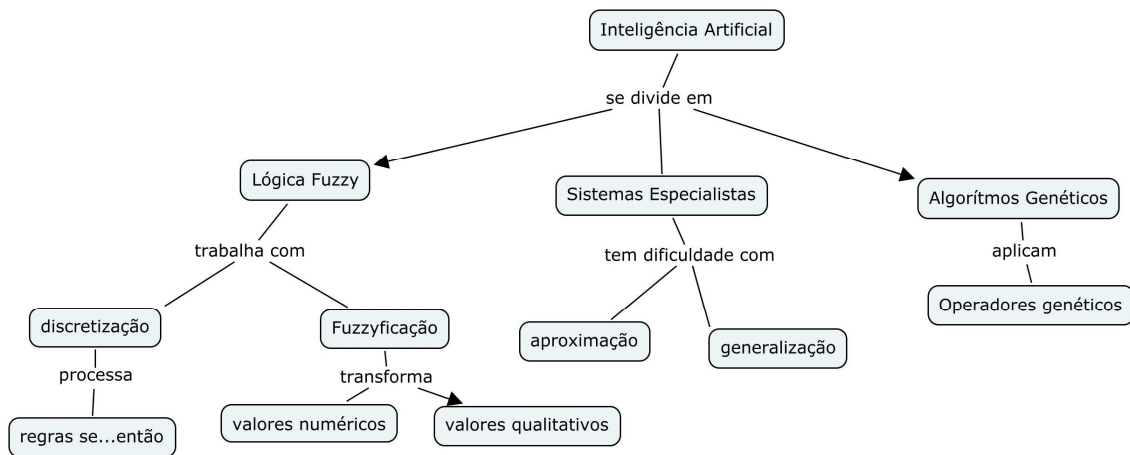 Inteligência Artificial
se divide em
Lógica Fuzzy
Sistemas Especialistas
Algorítmos Genéticos
trabalha com
tem dificuldade com
aplicam
Operadores genéticos
discretização
Fuzzyficação
aproximação
generalização
processa
transforma
regras se...então
valores numéricos
valores qualitativos